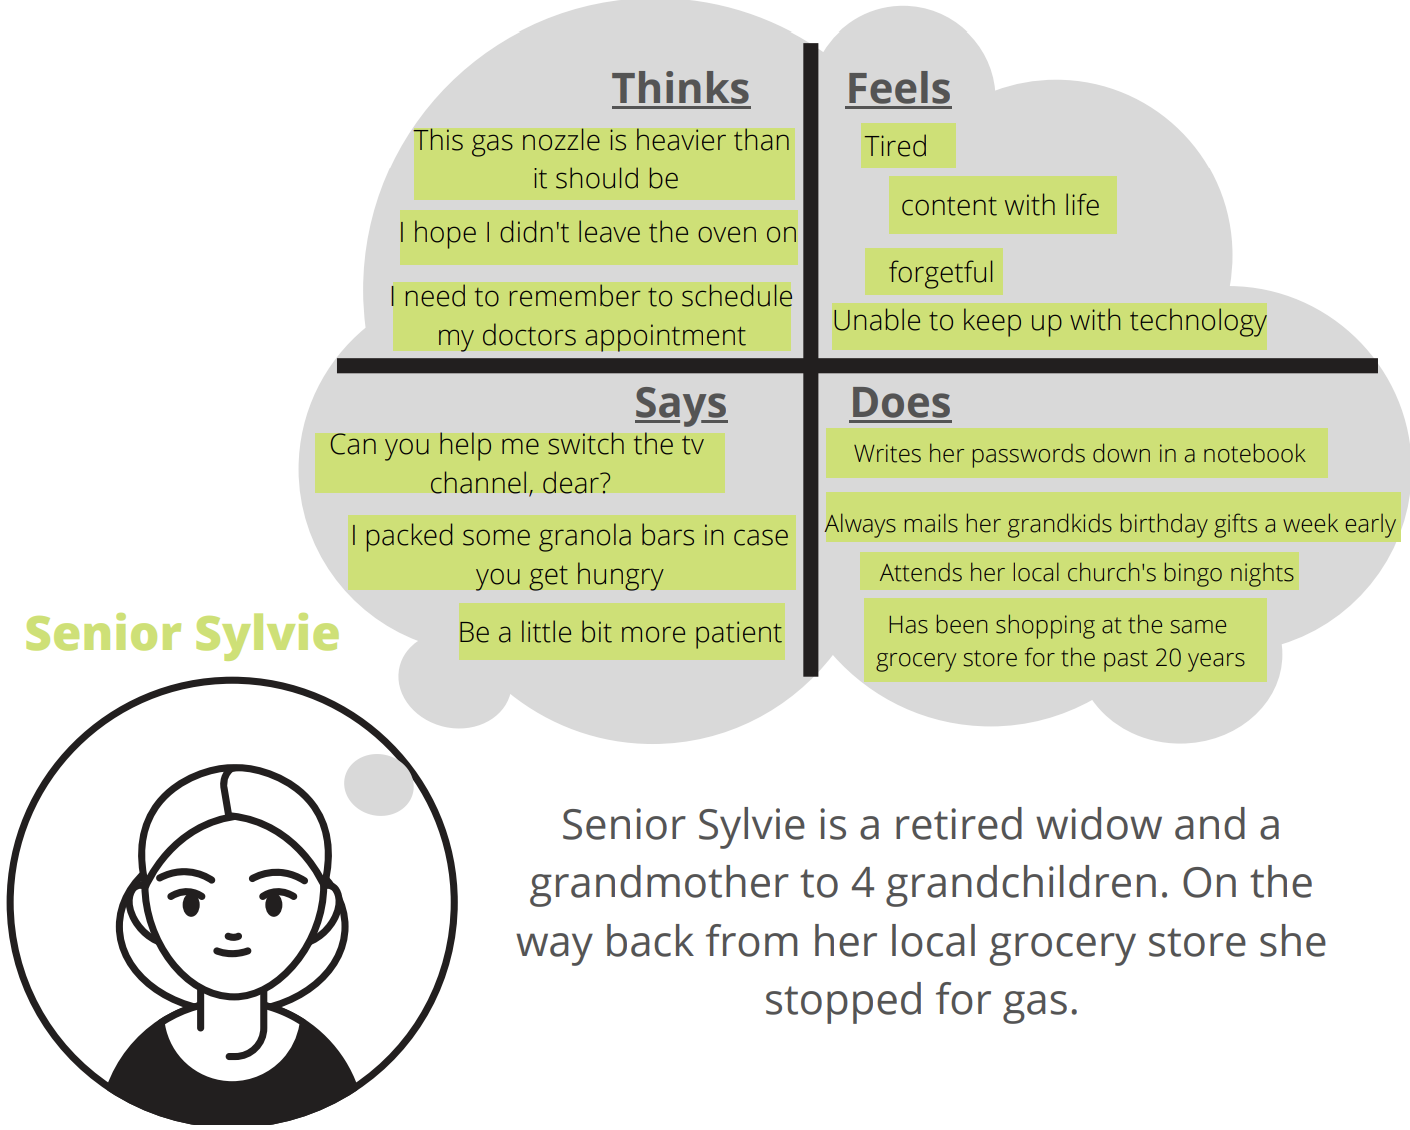 Thinks
This gas nozzle is heavier than
it should be
I hope I didn't leave the oven on
I need to remember to schedule
my doctors appointment
Feels
Tired
content with life
forgetful
Unable to keep up with technology
Says
Can you help me switch the tv
channel, dear?
I packed some granola bars in case
you get hungry
Be a little bit more patient
Does
Writes her passwords down in a notebook
Always mails her grandkids birthday gifts a week early
Attends her local church's bingo nights
Has been shopping at the same
grocery store for the past 20 years
Senior Sylvie
Senior Sylvie is a retired widow and a
grandmother to 4 grandchildren. On the
way back from her local grocery store she
stopped for gas.